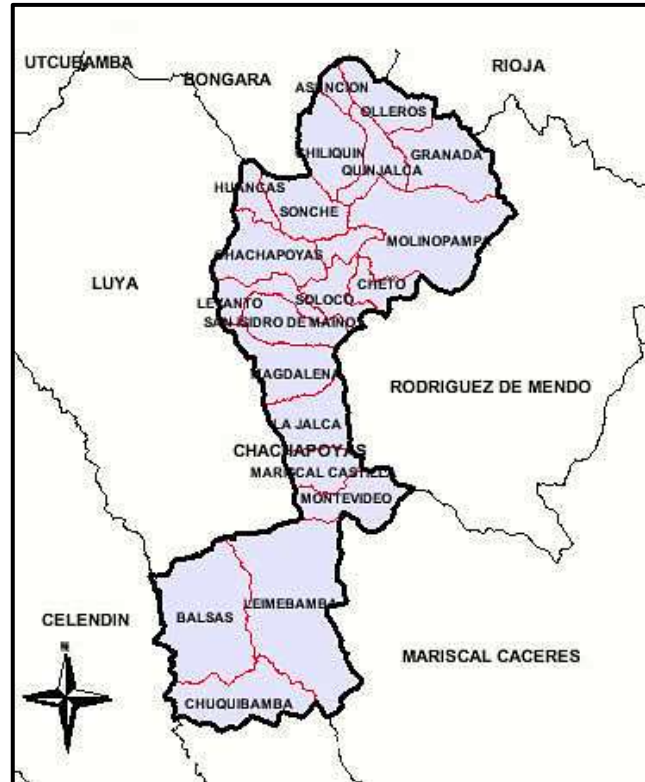 UTCUBAMBA
BONGARA
RIOJA
ASUNCION
OLLEROS
CHILIQUIN
GRANADA
QUINJALCA
HUANCAS
SONCHE
MOLINOPAMPA
CHACHAPOYAS
LUYA
CHETO
LEVANTO
SOLOCO
SAN ISIDRO DE MAINO
MAGDALENA
RODRIGUEZ DE MENDO
LA JALCA
CHACHAPOYAS
MARISCAL CASTILLA
MONTEVIDEO
LEIMEBAMBA
BALSAS
CELENDIN
N
MARISCAL CACERES
CHUQUIBAMBA